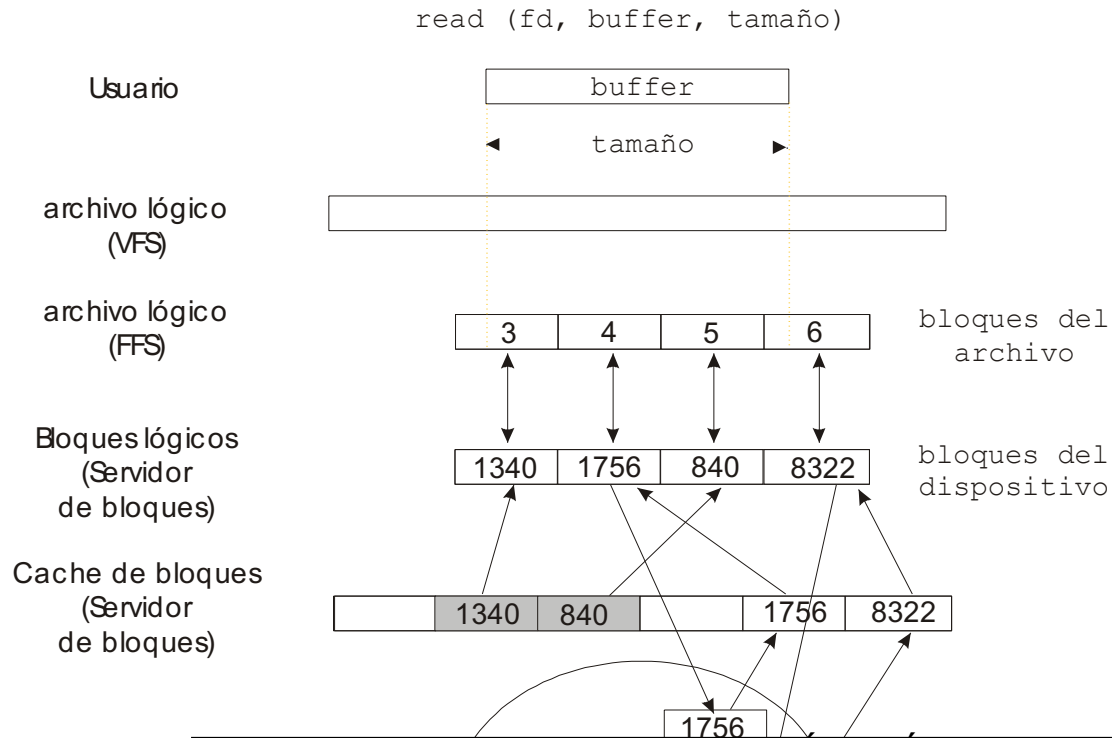 read (fd, buffer, tamaño)
Usuario
buffer
tamaño
archivo lógico
(VFS)
archivo lógico
(FFS)
3 4 5 6
bloques del
archivo
Bloques lógicos
(Servidor
de bloques)
1340 1756 840 8322
bloques del
dispositivo
Cache de bloques
(Servidor
de bloques)
1340 840 1756 8322
1756